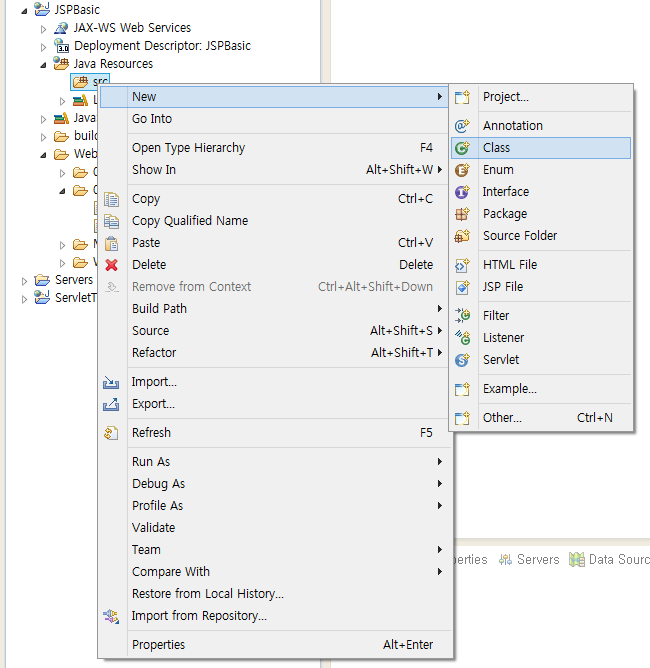 JSPBasic
JAX-WS Web Services
3.0 Deployment Descriptor: JSPBasic
Java Resources
src
New
Go Into
Open Type Hierarchy F4
Show In Alt+Shift+W
Copy Ctrl+C
Copy Qualified Name
Paste Ctrl+V
Delete Delete
Remove from Context Ctrl+Alt+Shift+Down
Build Path
Source Alt+Shift+S
Refactor Alt+Shift+T
Import...
Export...
Refresh F5
Run As
Debug As
Profile As
Validate
Team
Compare With
Restore from Local History...
Import from Repository...
Properties Alt+Enter
Project...
Annotation
Class
Enum
Interface
Package
Source Folder
HTML File
JSP File
Filter
Listener
Servlet
Example...
Other... Ctrl+N
L
Java
build
Web
Servers
ServletT
perties Servers Data Sourc